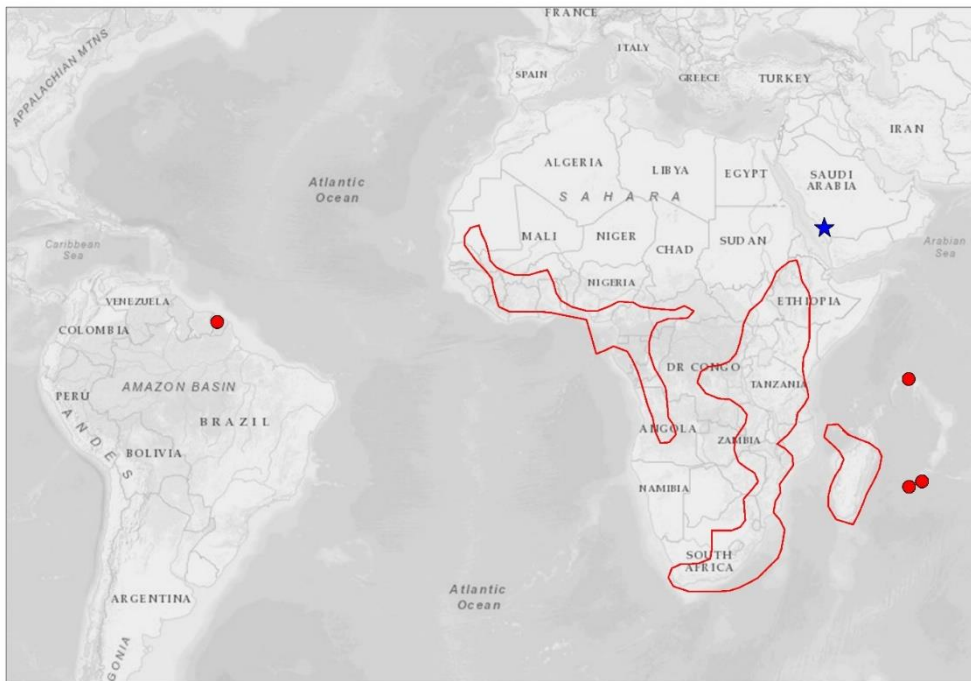 FRANCE
APPALACHIAN MTNS
ITALY
SPAIN
GREECE
TURKEY
IRAN
ALGERIA
LIBYA
EGYPT
SAUDI
ARABIA
Atlantic
Ocean
SAHARA
MALI
NIGER
CHAD
SUDAN
Caribbean
Sea
Arabian
Sea
NIGERIA
VENEZUELA
ETHIOPIA
COLOMBIA
DR CONGO
AMAZON BASIN
TANZANIA
PERU
BRAZIL
ANGOLA
ZAMBIA
ANDES
BOLIVIA
NAMIBIA
SOUTH
AFRICA
ARGENTINA
Atlantic
Ocean
GONIA